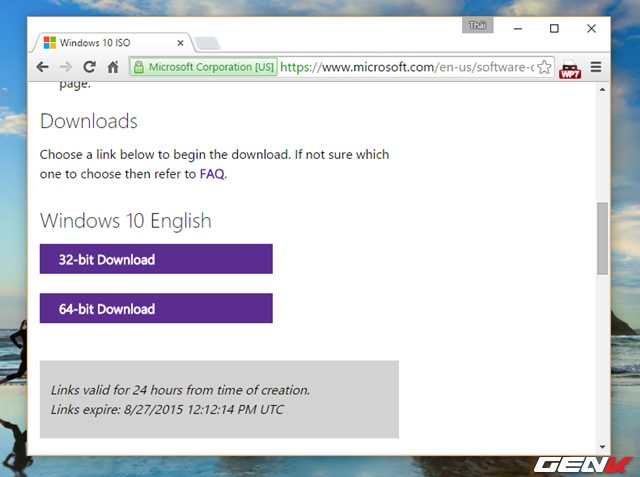 Thái
Windows 10 ISO
Microsoft Corporation [US] https://www.microsoft.com/en-us/software-d
WP7
page.
Downloads
Choose a link below to begin the download. If not sure which
one to choose then refer to FAQ.
Windows 10 English
32-bit Download
64-bit Download
Links valid for 24 hours from time of creation.
Links expire: 8/27/2015 12:12:14 PM UTC
GENK